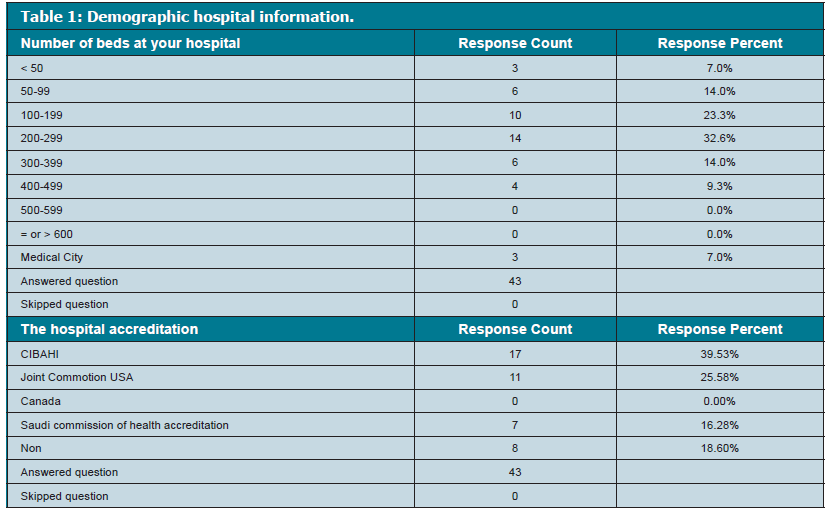 Table 1: Demographic hospital information.
Number of beds at your hospital Response Count Response Percent
< 50 3 7.0%
50-99 6 14.0%
100-199 10 23.3%
200-299 14 32.6%
300-399 6 14.0%
400-499 4 9.3%
500-599 0 0.0%
= or > 600 0 0.0%
Medical City 3 7.0%
Answered question 43
Skipped question 0
The hospital accreditation Response Count Response Percent
CIBAHI 17 39.53%
Joint Commotion USA 11 25.58%
Canada 0 0.00%
Saudi commission of health accreditation 7 16.28%
Non 8 18.60%
Answered question 43
Skipped question 0